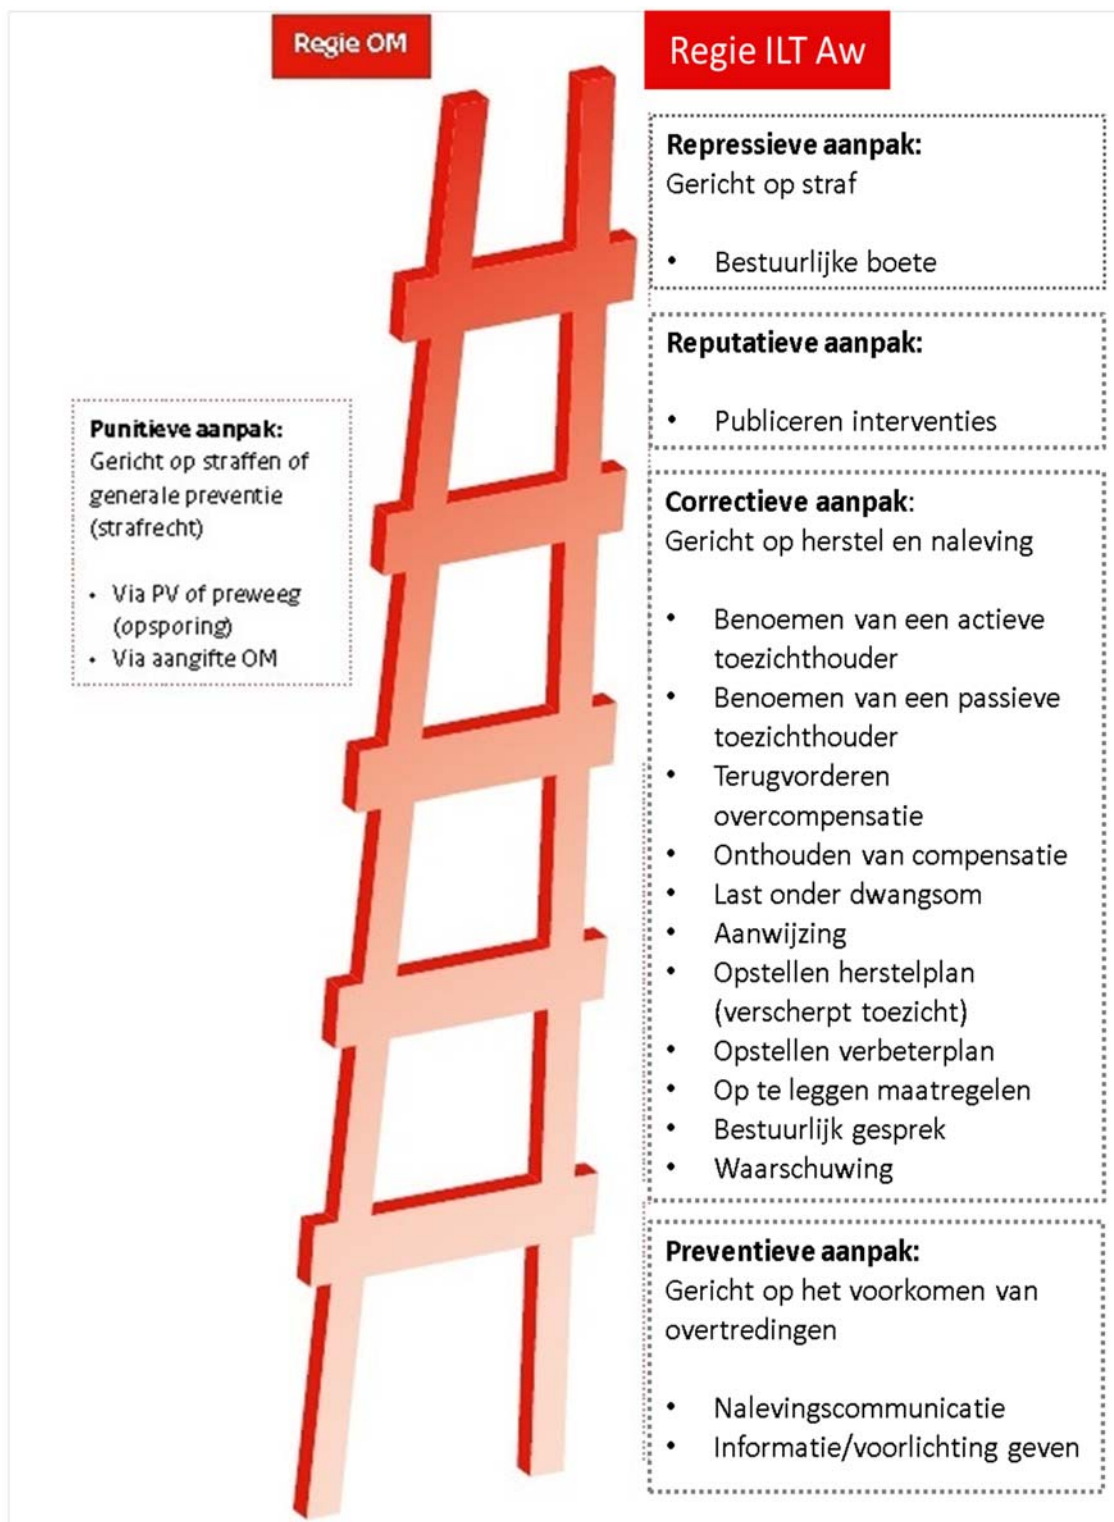 Regie OM
Regie ILT Aw
Repressieve aanpak:
Gericht op straf
• Bestuurlijke boete
Reputatieve aanpak:
• Publiceren interventies
Punitieve aanpak:
Gericht op straffen of
generale preventie
(strafrecht)
• Via PV of preweeg
(opsporing)
• Via aangifte OM
Correctieve aanpak:
Gericht op herstel en naleving
• Benoemen van een actieve
toezichthouder
• Benoemen van een passieve
toezichthouder
• Terugvorderen
overcompensatie
• Onthouden van compensatie
• Last onder dwangsom
• Aanwijzing
• Opstellen herstelplan
(verscherpt toezicht)
• Opstellen verbeterplan
• Op te leggen maatregelen
• Bestuurlijk gesprek
• Waarschuwing
Preventieve aanpak:
Gericht op het voorkomen van
overtredingen
• Nalevingscommunicatie
• Informatie/voorlichting geven